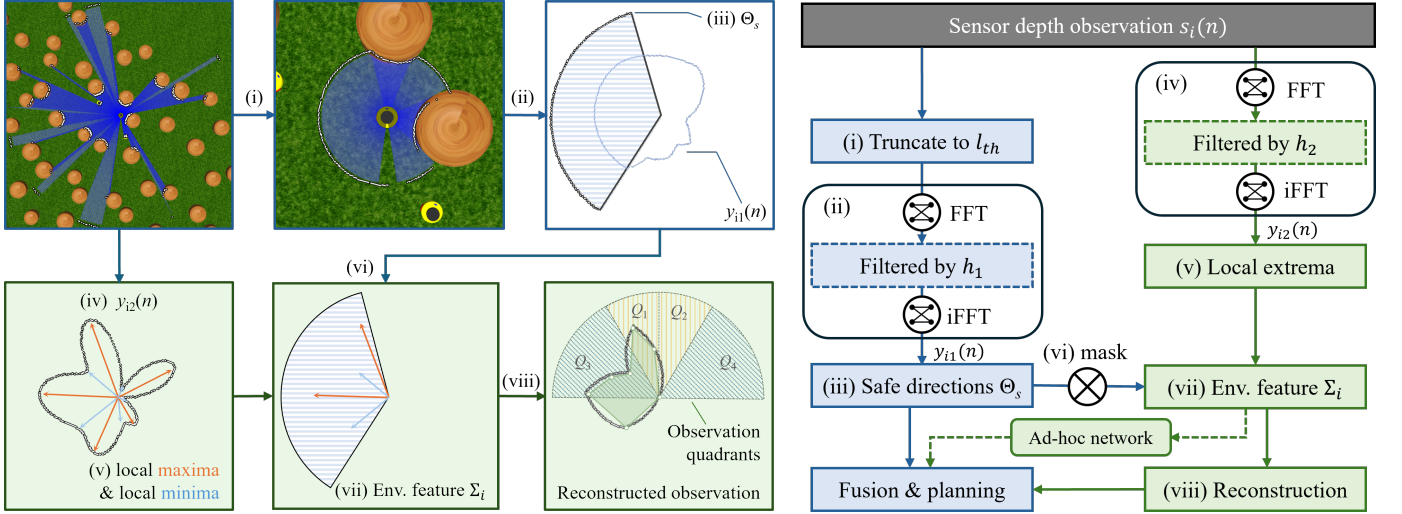 (i)
(ii)
(iii) Θs
yi1(n)
(vi)
(iv) yi2(n)
(v) local maxima
& local minima
(vii) Env. feature Σi
(viii)
Q1
Q2
Q3
Q4
Observation
quadrants
Reconstructed observation
Sensor depth observation si(n)
(i) Truncate to lth
(ii)
FFT
Filtered by h1
iFFT
yi1(n)
(iii) Safe directions Θs
(vi) mask
(iv)
FFT
Filtered by h2
iFFT
yi2(n)
(v) Local extrema
(vii) Env. feature Σi
Ad-hoc network
Fusion & planning
(viii) Reconstruction